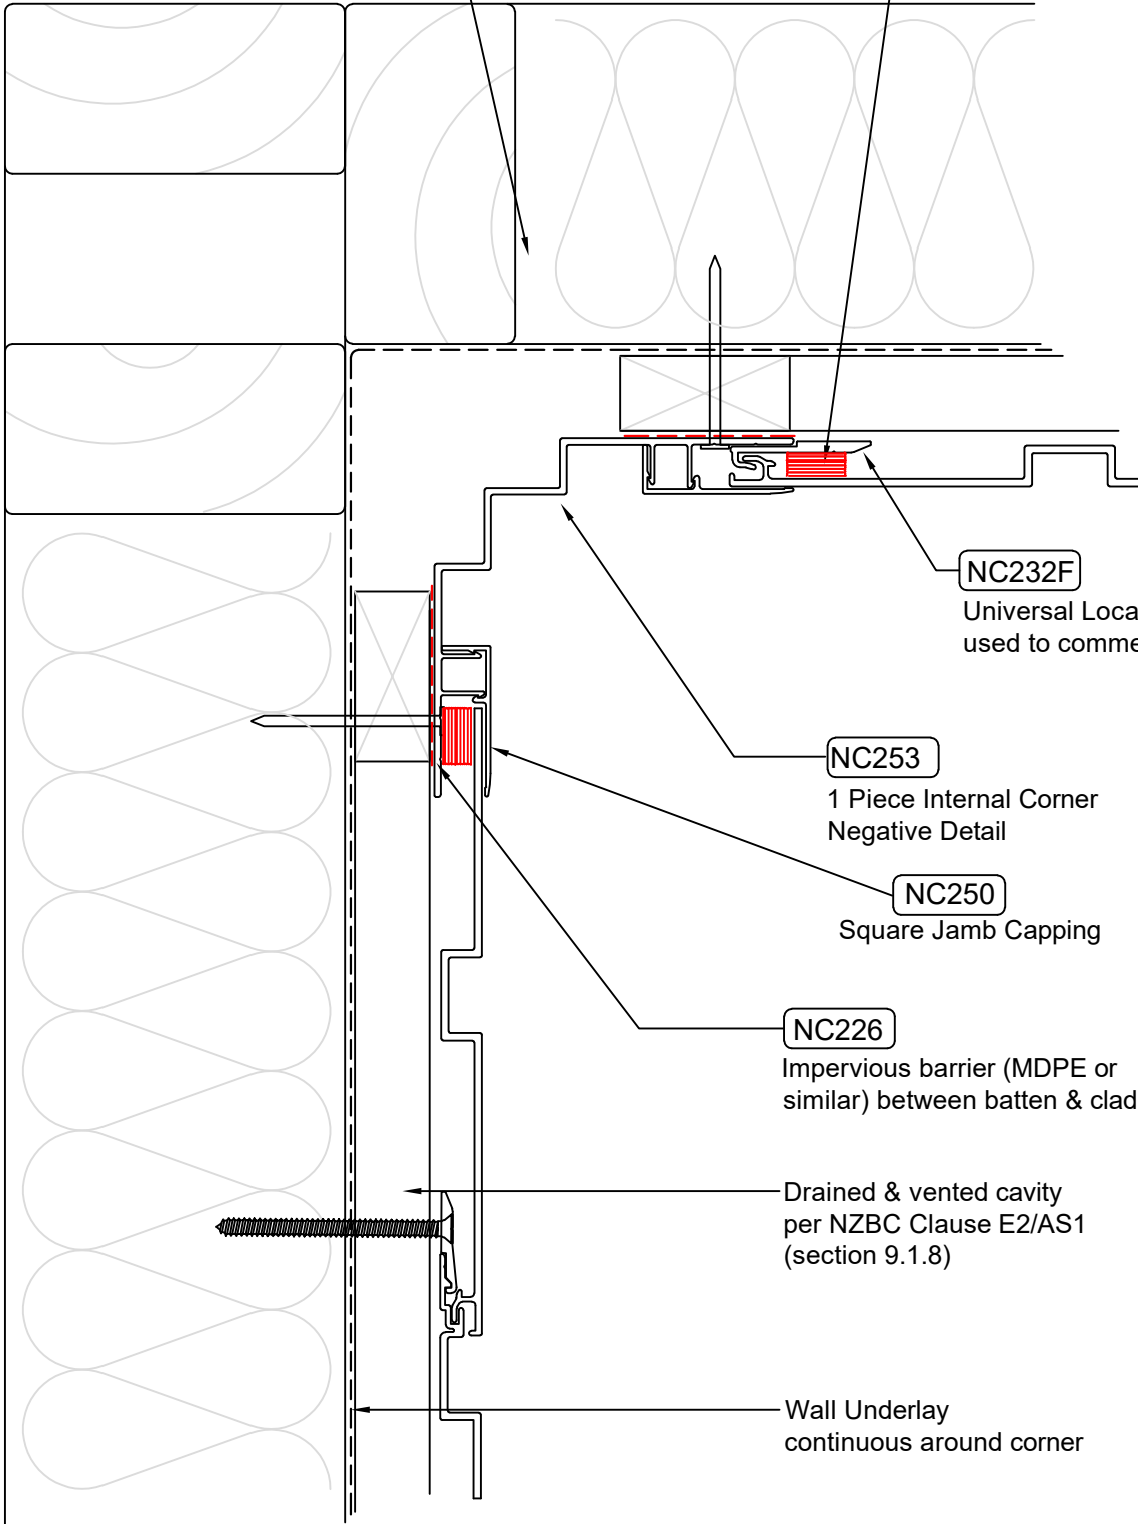 NC232F
Universal Loca
used to comme
NC253
1 Piece Internal Corner
Negative Detail
NC250
Square Jamb Capping
NC226
Impervious barrier (MDPE or
similar) between batten & clad
Drained & vented cavity
per NZBC Clause E2/AS1
(section 9.1.8)
Wall Underlay
continuous around corner